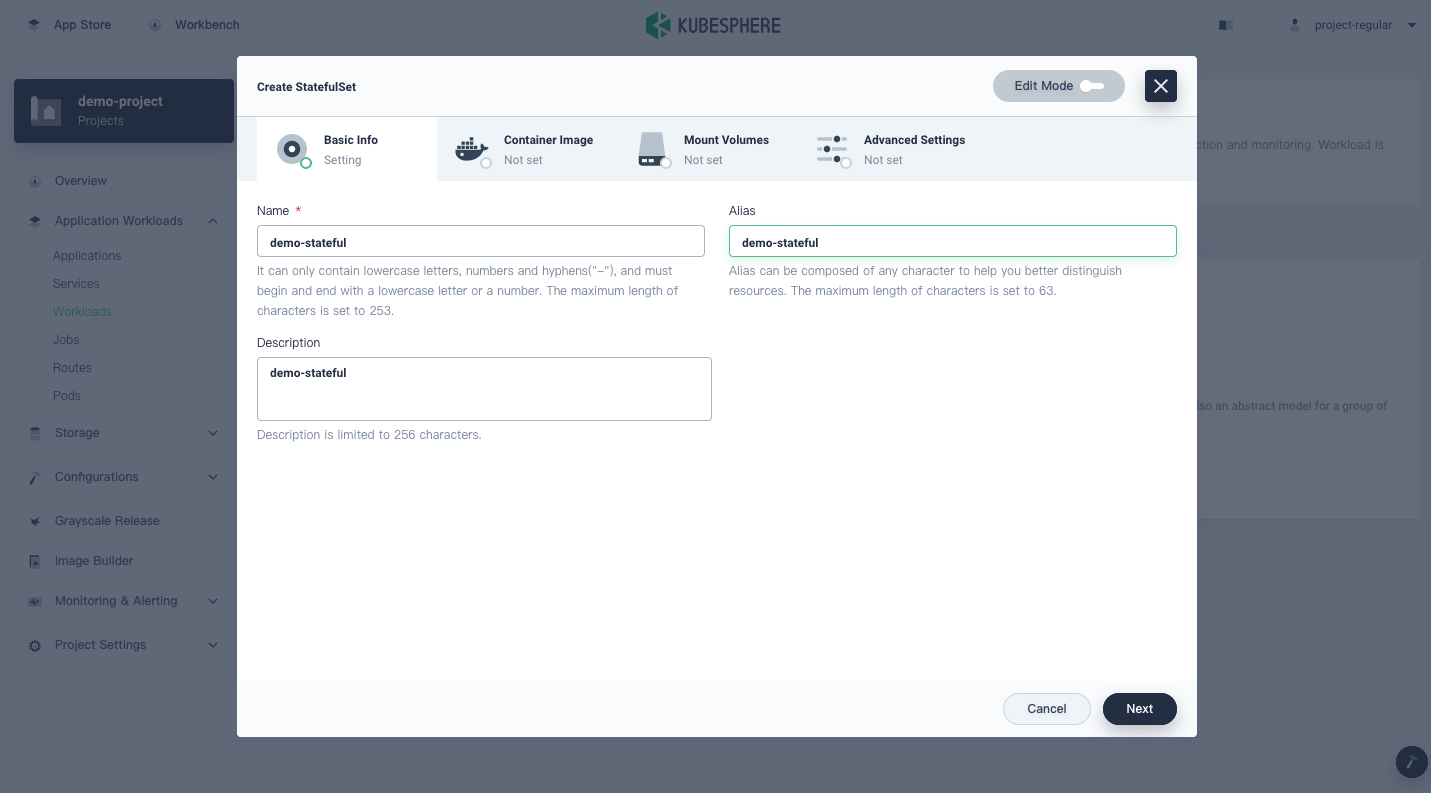 App Store
Workbench
KUBESPHERE
project-regular
demo-project
Projects
Overview
Application Workloads
Applications
Services
Workloads
Jobs
Routes
Pods
Storage
Configurations
Grayscale Release
Image Builder
Monitoring & Alerting
Project Settings
Create StatefulSet
Edit Mode
Basic Info
Setting
Container Image
Not set
Mount Volumes
Not set
Advanced Settings
Not set
Name *
demo-stateful
It can only contain lowercase letters, numbers and hyphens("-"), and must
begin and end with a lowercase letter or a number. The maximum length of
characters is set to 253.
Alias
demo-stateful
Alias can be composed of any character to help you better distinguish
resources. The maximum length of characters is set to 63.
Description
demo-stateful
Description is limited to 256 characters.
Cancel
Next
ction and monitoring. Workload is
lso an abstract model for a group of